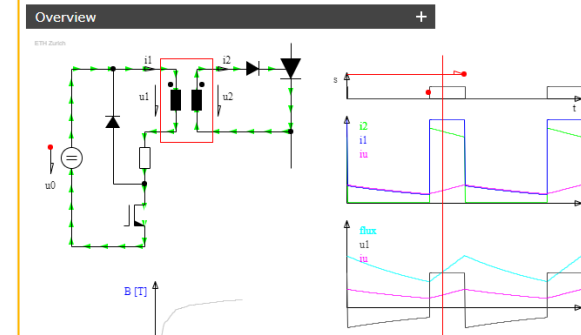 Overview +
ETH Zurich
i1 i2
u1 u2
u0
B [T]
s
t
i2
i1
iu
flux
u1
iu